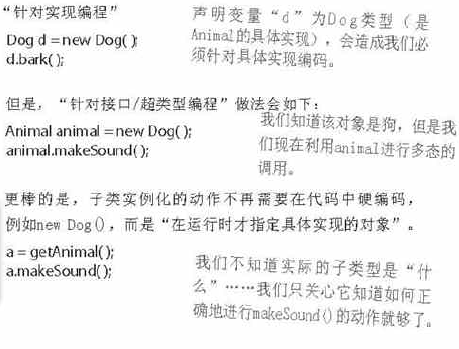 “针对实现编程”
Dog d = new Dog( );
d.bark( );
声明变量“d”为Dog类型（是
Animal的具体实现），会造成我们必
须针对具体实现编码。
但是，“针对接口/超类型编程”做法会如下：
Animal animal = new Dog( );
animal.makeSound( );
我们知道该对象是狗，但是我
们现在利用animal进行多态的
调用。
更棒的是，子类实例化的动作不再需要在代码中硬编码，
例如new Dog()，而是“在运行时才指定具体实现的对象”。
a = getAnimal( );
a.makeSound( );
我们不知道实际的子类型是“什
么”……我们只关心它知道如何正
确地进行makeSound()的动作就够了。